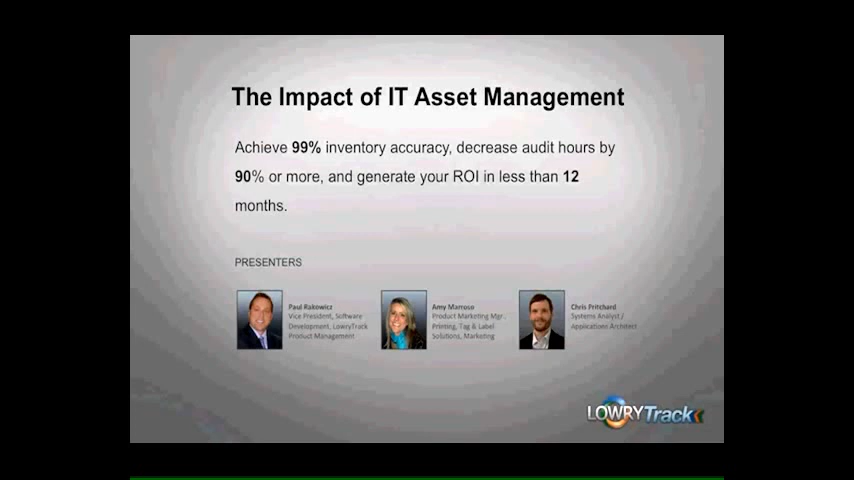 The Impact of IT Asset Management
Achieve 99% inventory accuracy, decrease audit hours by
90% or more, and generate your ROI in less than 12
months.
PRESENTERS
Paul Rakowicz
Vice President, Software
Development, LowryTrack
Product Management
Amy Marroso
Product Marketing Mgr.
Printing, Tag & Label
Solutions, Marketing
Chris Pritchard
Systems Analyst /
Applications Architect
LOWRYTrack